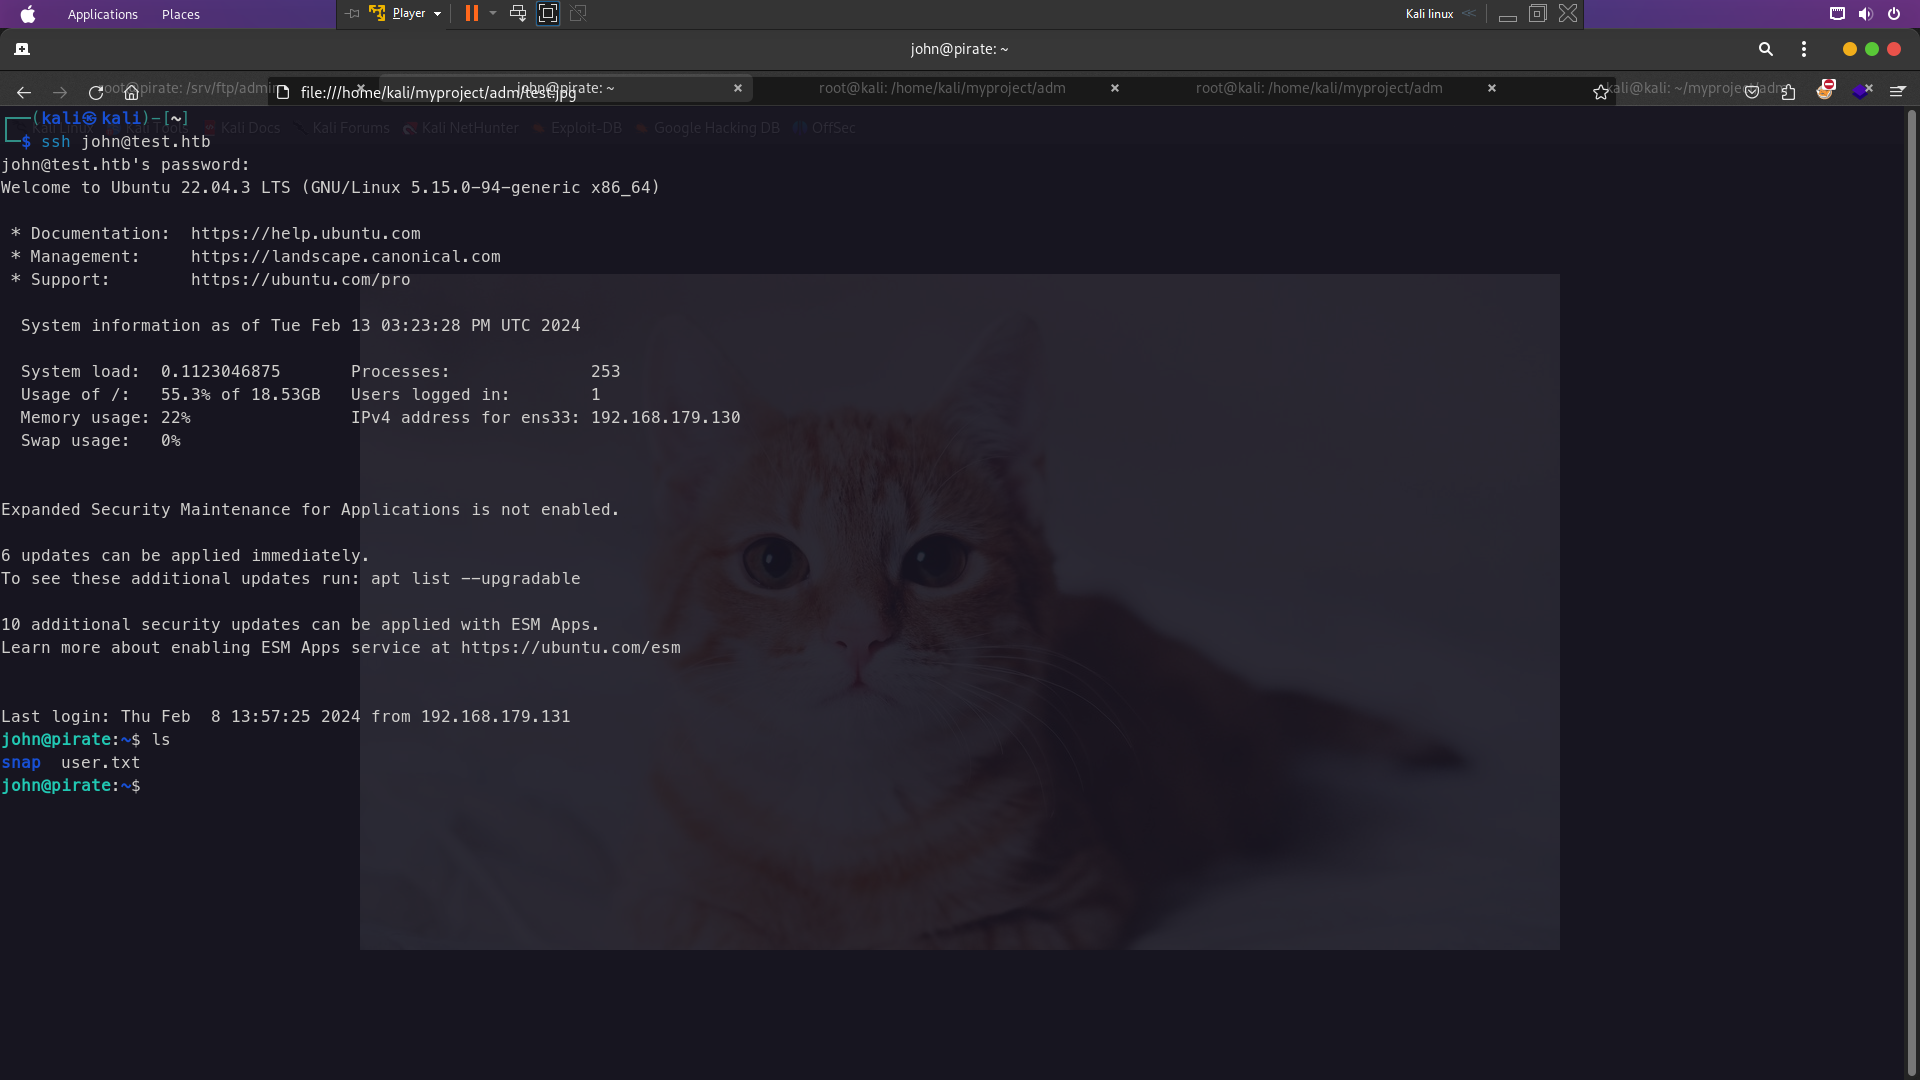 Applications Places Player Kali linux
john@pirate: ~
root@pirate: /srv/ftp/admin john@pirate: ~ root@kali: /home/kali/myproject/adm root@kali: /home/kali/myproject/adm kali@kali: ~/myproject/adm
file:///home/kali/myproject/adm/test.jpg
┌──(kali㉿kali)-[~]
Kali Linux Kali Tools Kali Docs Kali Forums Kali NetHunter Exploit-DB Google Hacking DB OffSec
└─$ ssh john@test.htb
john@test.htb's password:
Welcome to Ubuntu 22.04.3 LTS (GNU/Linux 5.15.0-94-generic x86_64)
* Documentation: https://help.ubuntu.com
* Management: https://landscape.canonical.com
* Support: https://ubuntu.com/pro
System information as of Tue Feb 13 03:23:28 PM UTC 2024
System load: 0.1123046875 Processes: 253
Usage of /: 55.3% of 18.53GB Users logged in: 1
Memory usage: 22% IPv4 address for ens33: 192.168.179.130
Swap usage: 0%
Expanded Security Maintenance for Applications is not enabled.
6 updates can be applied immediately.
To see these additional updates run: apt list --upgradable
10 additional security updates can be applied with ESM Apps.
Learn more about enabling ESM Apps service at https://ubuntu.com/esm
Last login: Thu Feb  8 13:57:25 2024 from 192.168.179.131
john@pirate:~$ ls
snap user.txt
john@pirate:~$